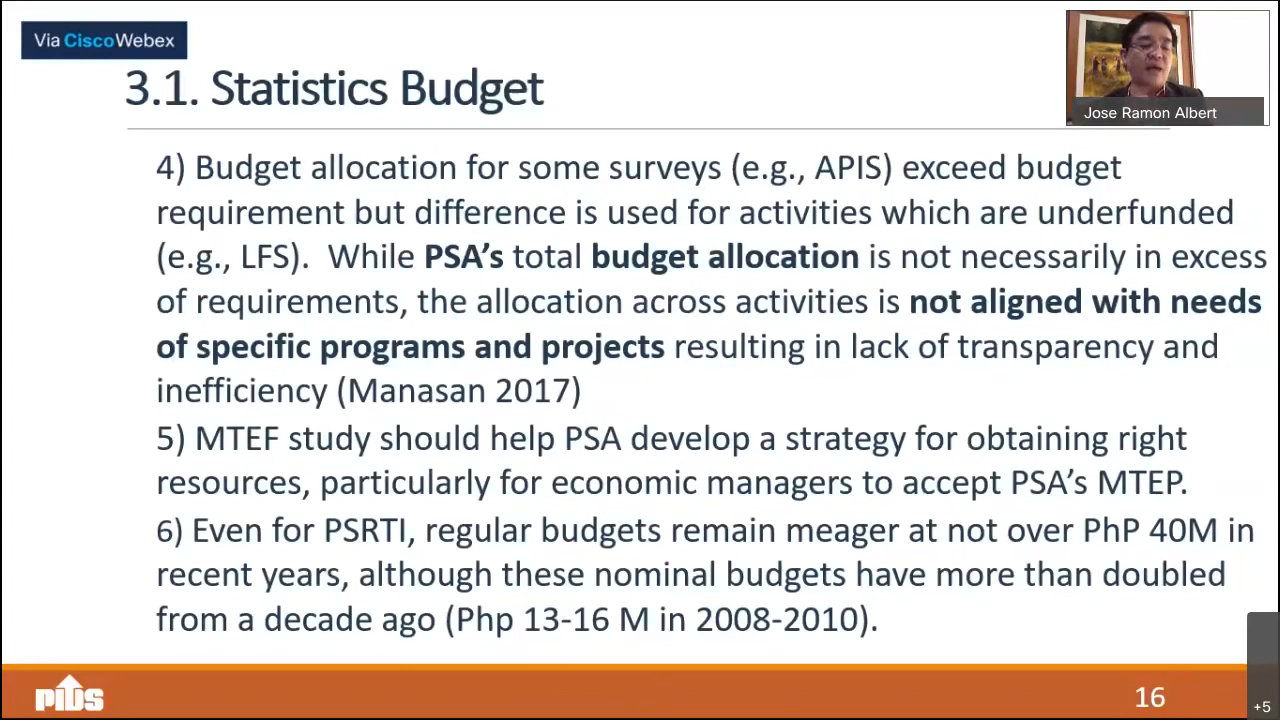 Via CiscoWebex
3.1. Statistics Budget
Jose Ramon Albert
4) Budget allocation for some surveys (e.g., APIS) exceed budget
requirement but difference is used for activities which are underfunded
(e.g., LFS).  While PSA’s total budget allocation is not necessarily in excess
of requirements, the allocation across activities is not aligned with needs
of specific programs and projects resulting in lack of transparency and
inefficiency (Manasan 2017)
5) MTEF study should help PSA develop a strategy for obtaining right
resources, particularly for economic managers to accept PSA’s MTEP.
6) Even for PSRTI, regular budgets remain meager at not over PhP 40M in
recent years, although these nominal budgets have more than doubled
from a decade ago (Php 13-16 M in 2008-2010).
PIDS
16
+5